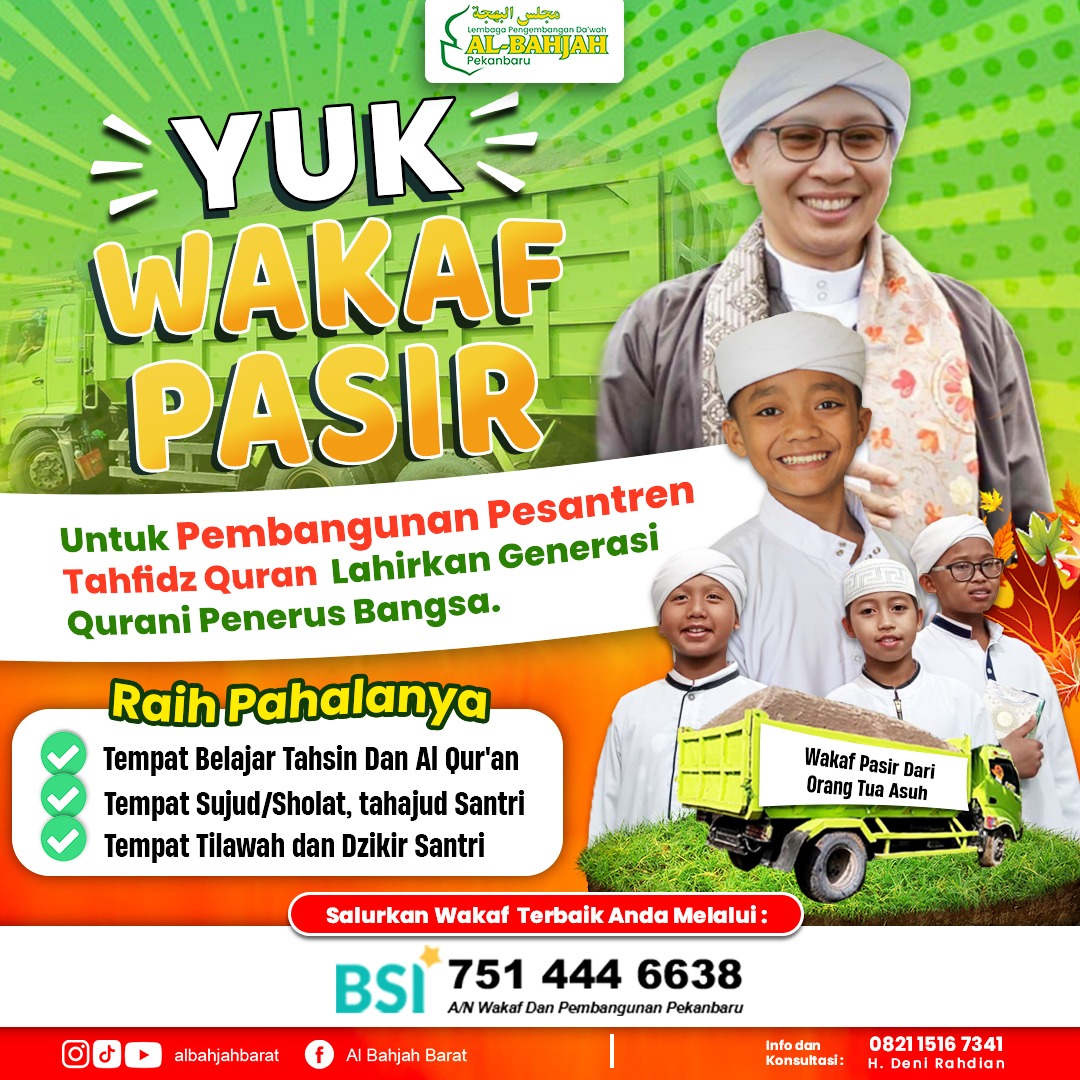 مجلس البهجة
Lembaga Pengembangan Da'wah
AL-BAHJAH
Pekanbaru
YUK
WAKAF
PASIR
Untuk Pembangunan Pesantren
Tahfidz Quran Lahirkan Generasi
Qurani Penerus Bangsa.
Raih Pahalanya
Tempat Belajar Tahsin Dan Al Qur'an
Tempat Sujud/Sholat, tahajud Santri
Tempat Tilawah dan Dzikir Santri
Wakaf Pasir Dari
Orang Tua Asuh
Salurkan Wakaf Terbaik Anda Melalui :
BSI 751 444 6638
A/N Wakaf Dan Pembangunan Pekanbaru
albahjahbarat
Al Bahjah Barat
Info dan
Konsultasi :
0821 1516 7341
H. Deni Rahdian